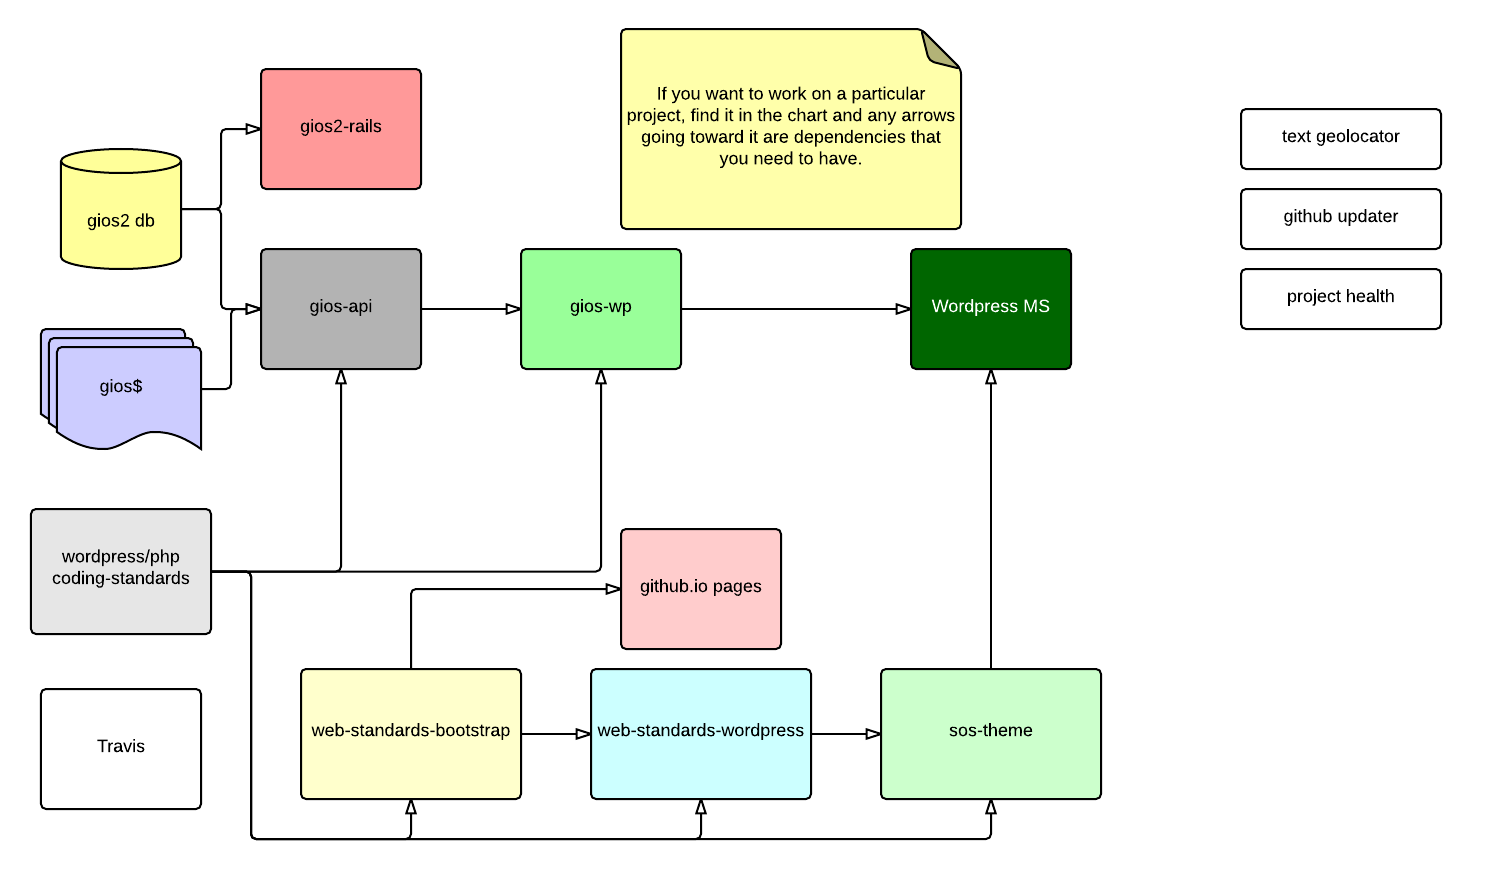 If you want to work on a particular
project, find it in the chart and any arrows
going toward it are dependencies that
you need to have.
gios2-rails
text geolocator
gios2 db
github updater
gios-api
gios-wp
Wordpress MS
project health
gios$
wordpress/php
coding-standards
github.io pages
Travis
web-standards-bootstrap
web-standards-wordpress
sos-theme